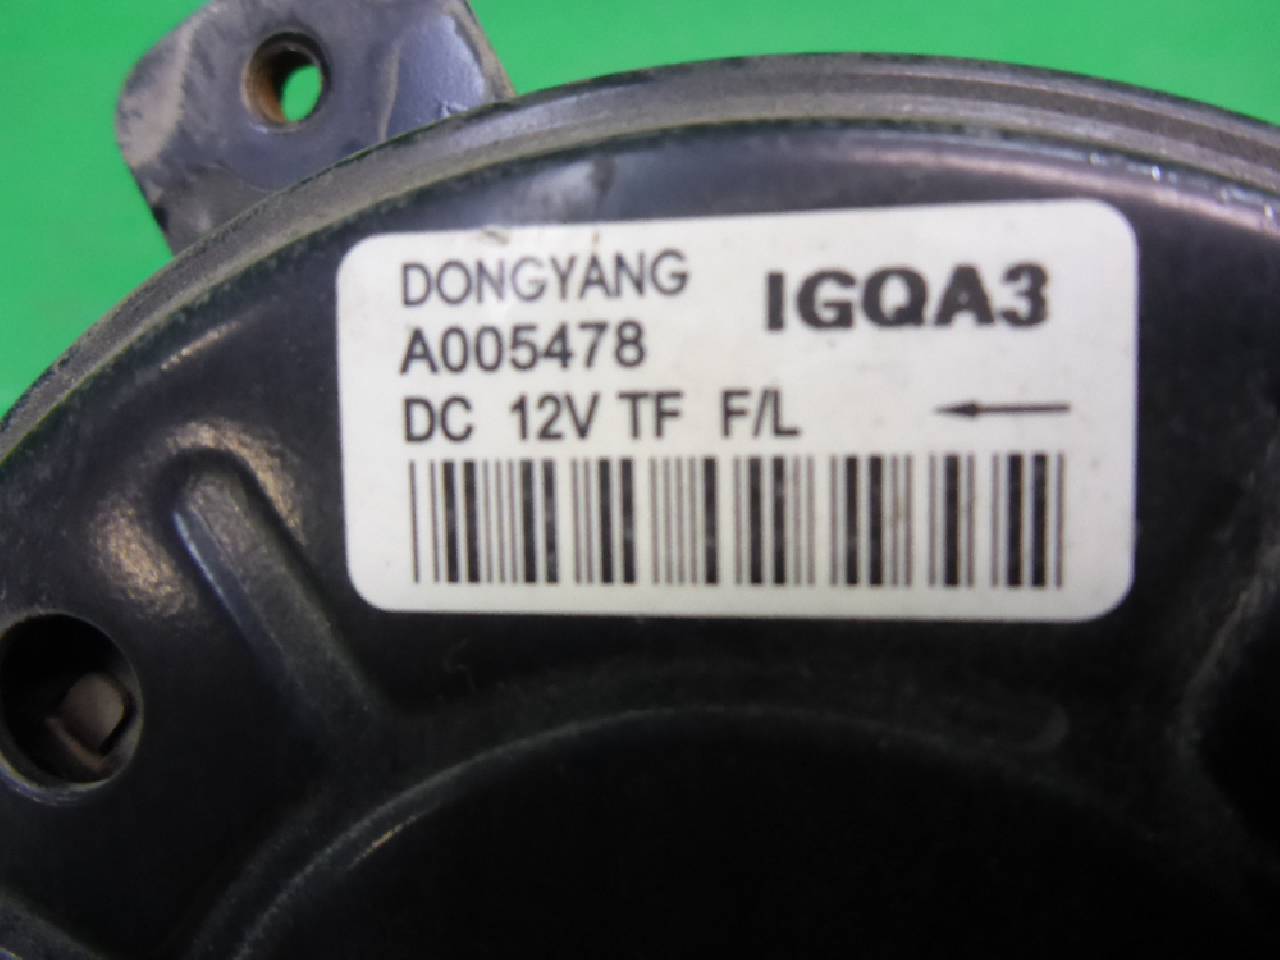 DONGYANG IGQA3
A005478
DC 12V TF F/L